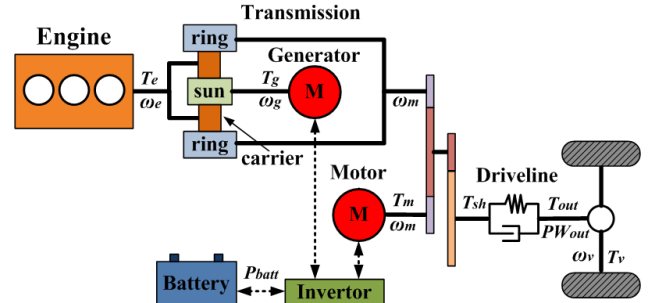 Transmission
Engine
ring
Generator
Te
ωe
sun
Tg
ωg
M
ωm
ring
carrier
Motor
M
Tm
ωm
Driveline
Tsh
Tout
PWout
ωv
Tv
Battery
Pbatt
Invertor